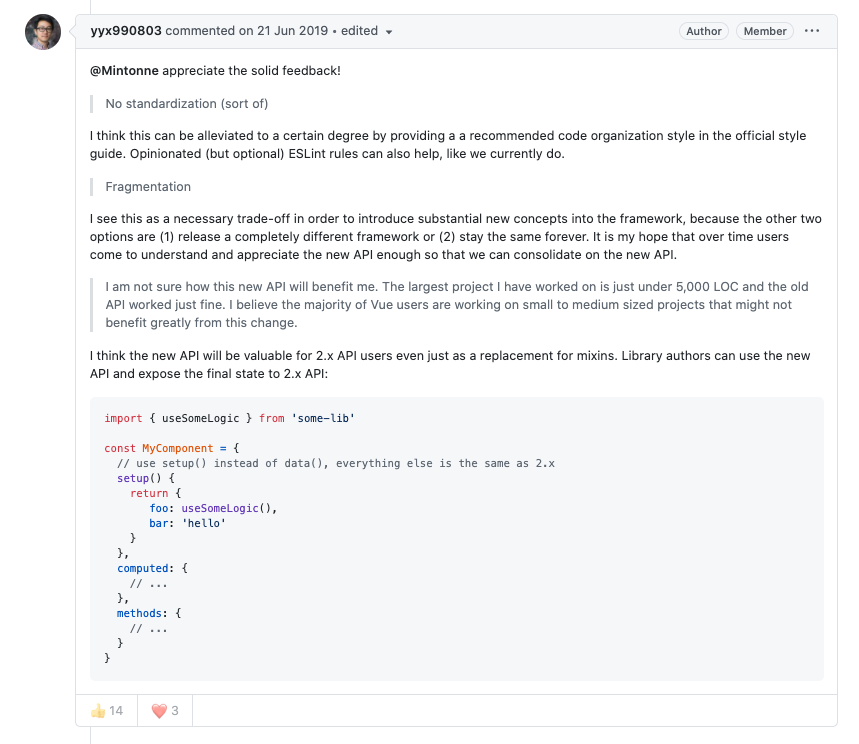 yyx990803 commented on 21 Jun 2019 • edited
Author
Member
@Mintonne appreciate the solid feedback!
No standardization (sort of)
I think this can be alleviated to a certain degree by providing a a recommended code organization style in the official style
guide. Opinionated (but optional) ESLint rules can also help, like we currently do.
Fragmentation
I see this as a necessary trade-off in order to introduce substantial new concepts into the framework, because the other two
options are (1) release a completely different framework or (2) stay the same forever. It is my hope that over time users
come to understand and appreciate the new API enough so that we can consolidate on the new API.
I am not sure how this new API will benefit me. The largest project I have worked on is just under 5,000 LOC and the old
API worked just fine. I believe the majority of Vue users are working on small to medium sized projects that might not
benefit greatly from this change.
I think the new API will be valuable for 2.x API users even just as a replacement for mixins. Library authors can use the new
API and expose the final state to 2.x API:
import { useSomeLogic } from 'some-lib'
const MyComponent = {
  // use setup() instead of data(), everything else is the same as 2.x
  setup() {
    return {
       foo: useSomeLogic(),
       bar: 'hello'
    }
  },
  computed: {
    // ...
  },
  methods: {
    // ...
  }
}
👍 14
❤️ 3